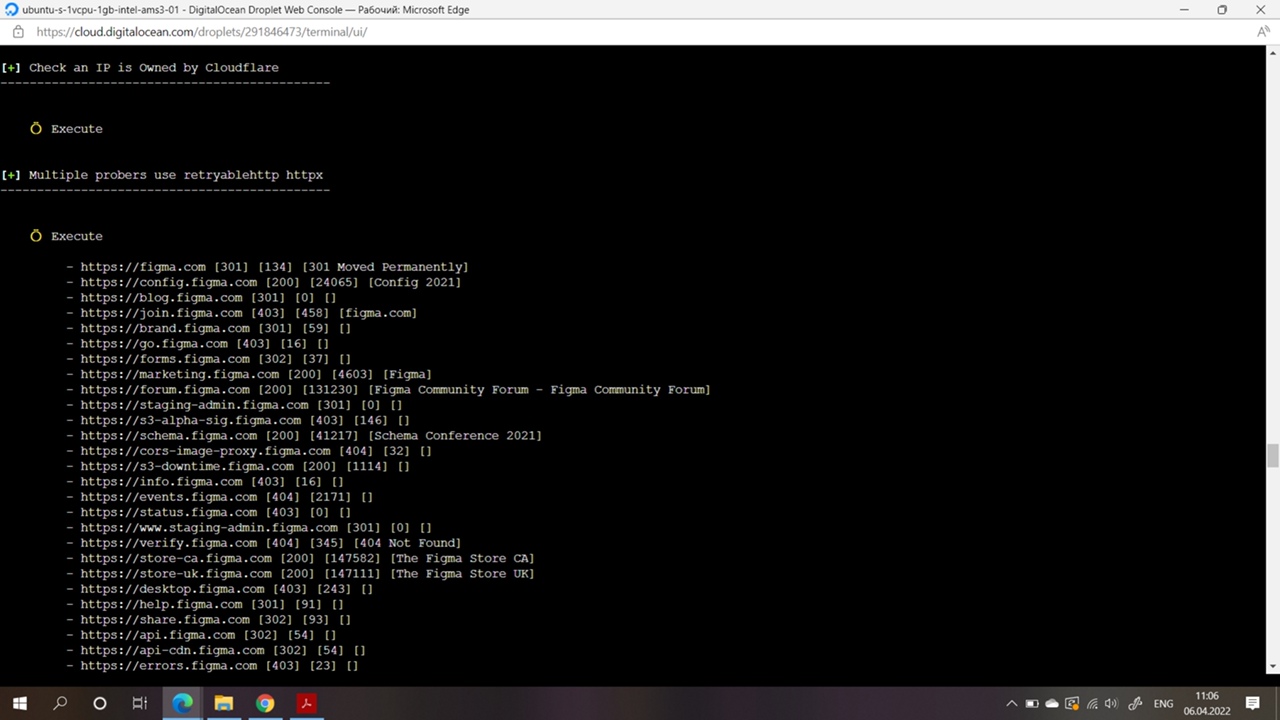 ubuntu-s-1vcpu-1gb-intel-ams3-01 - DigitalOcean Droplet Web Console — Рабочий: Microsoft Edge
https://cloud.digitalocean.com/droplets/291846473/terminal/ui/
[+] Check an IP is Owned by Cloudflare
---------------------------------------------
Execute
[+] Multiple probers use retryablehttp httpx
---------------------------------------------
Execute
- https://figma.com [301] [134] [301 Moved Permanently]
- https://config.figma.com [200] [24065] [Config 2021]
- https://blog.figma.com [301] [0] []
- https://join.figma.com [403] [458] [figma.com]
- https://brand.figma.com [301] [59] []
- https://go.figma.com [403] [16] []
- https://forms.figma.com [302] [37] []
- https://marketing.figma.com [200] [4603] [Figma]
- https://forum.figma.com [200] [131230] [Figma Community Forum - Figma Community Forum]
- https://staging-admin.figma.com [301] [0] []
- https://s3-alpha-sig.figma.com [403] [146] []
- https://schema.figma.com [200] [41217] [Schema Conference 2021]
- https://cors-image-proxy.figma.com [404] [32] []
- https://s3-downtime.figma.com [200] [1114] []
- https://info.figma.com [403] [16] []
- https://events.figma.com [404] [2171] []
- https://status.figma.com [403] [0] []
- https://www.staging-admin.figma.com [301] [0] []
- https://verify.figma.com [404] [345] [404 Not Found]
- https://store-ca.figma.com [200] [147582] [The Figma Store CA]
- https://store-uk.figma.com [200] [147111] [The Figma Store UK]
- https://desktop.figma.com [403] [243] []
- https://help.figma.com [301] [91] []
- https://share.figma.com [302] [93] []
- https://api.figma.com [302] [54] []
- https://api-cdn.figma.com [302] [54] []
- https://errors.figma.com [403] [23] []
ENG
11:06
06.04.2022